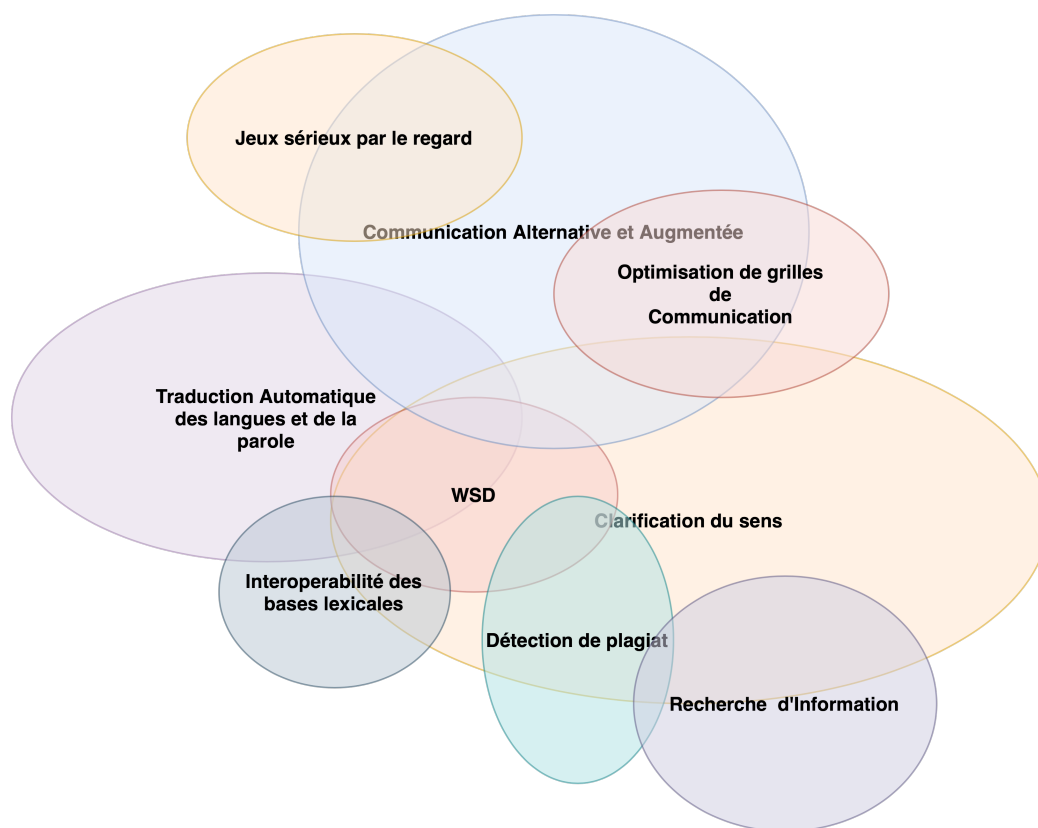 Jeux sérieux par le regard
Communication Alternative et Augmentée
Optimisation de grilles
de
Communication
Traduction Automatique
des langues et de la
parole
WSD
Clarification du sens
Interoperabilité des
bases lexicales
Détection de plagiat
Recherche  d'Information